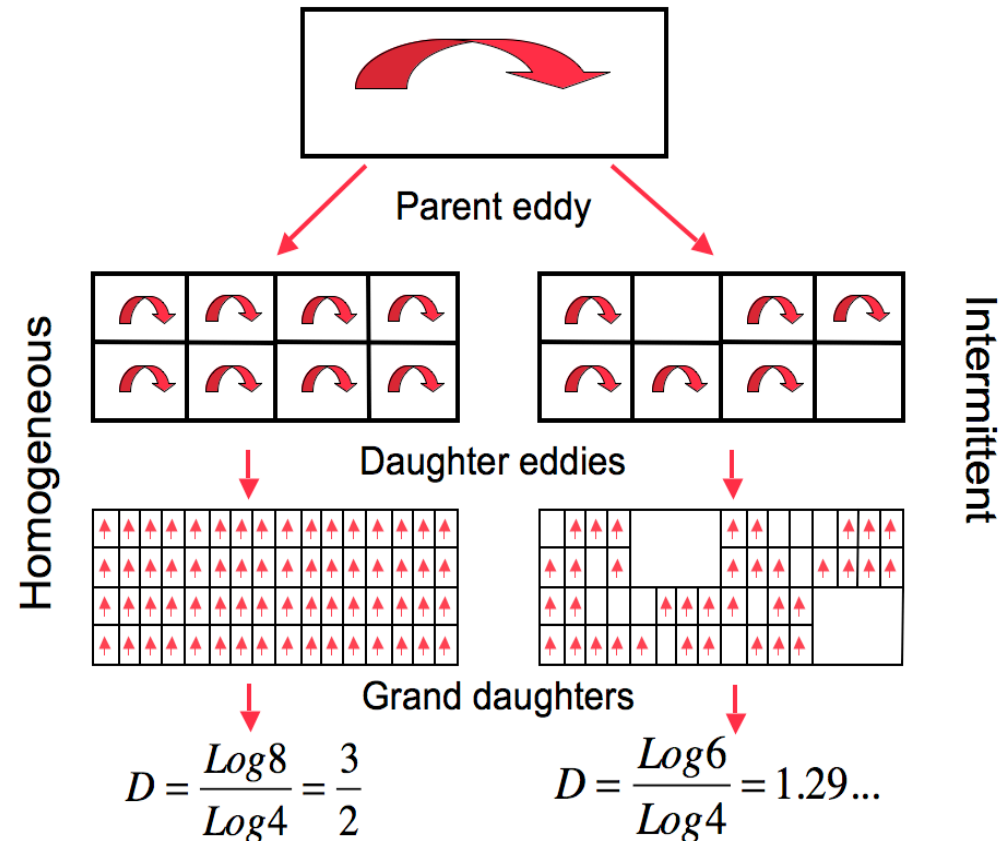 Parent eddy
Homogeneous
Intermittent
Daughter eddies
Grand daughters
D = Log8 / Log4 = 3 / 2
D = Log6 / Log4 = 1.29...